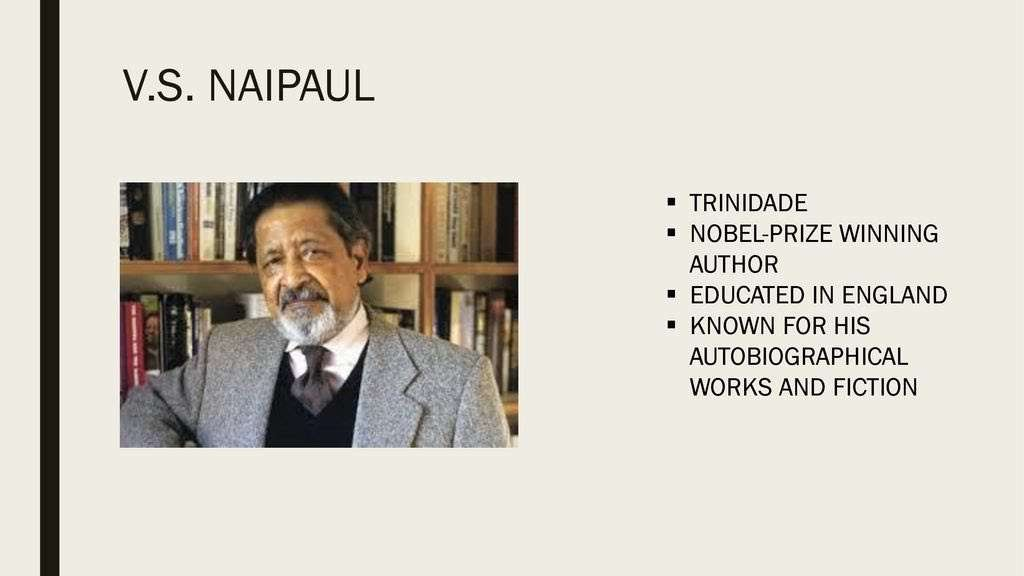 V.S. NAIPAUL
▪ TRINIDADE
▪ NOBEL-PRIZE WINNING
AUTHOR
▪ EDUCATED IN ENGLAND
▪ KNOWN FOR HIS
AUTOBIOGRAPHICAL
WORKS AND FICTION